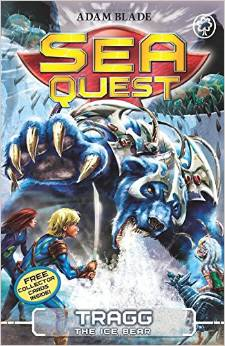 ADAM BLADE
SEA
QUEST
FREE
COLLECTOR
CARDS
INSIDE!
TRAGG
THE ICE BEAR